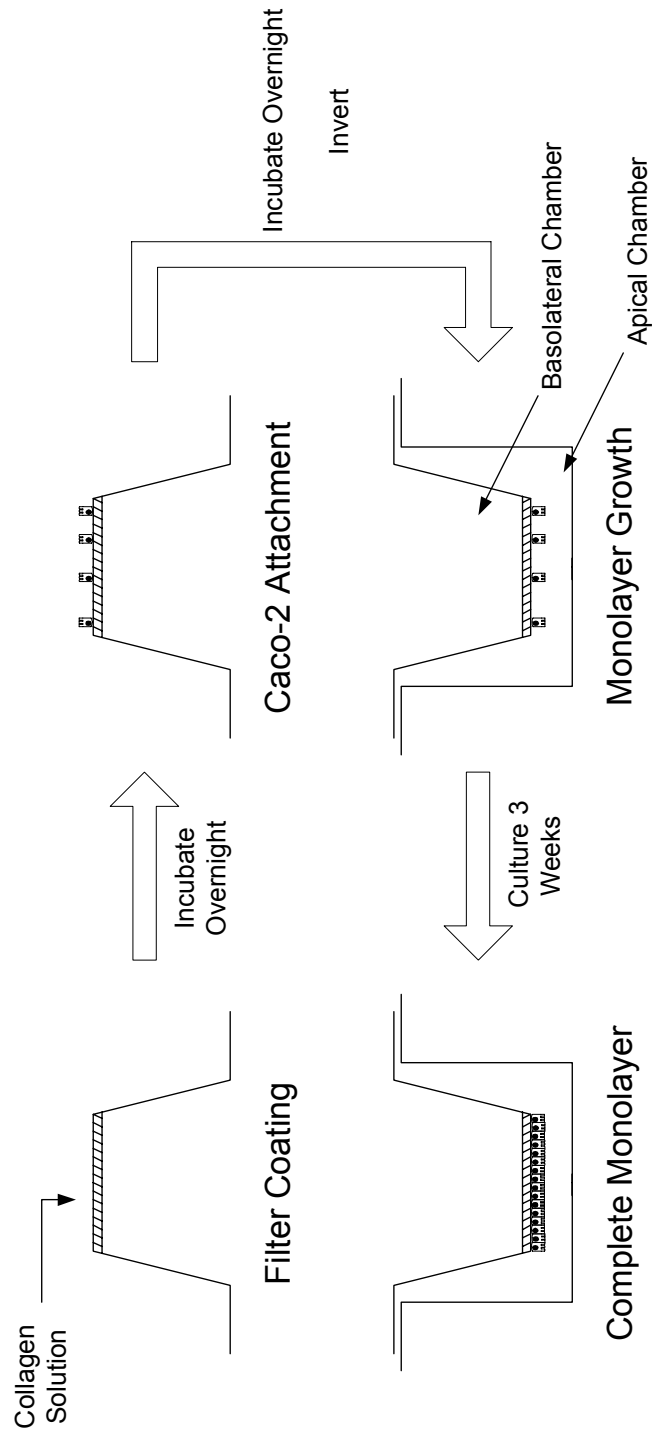 Collagen
Solution
Filter Coating
Incubate
Overnight
Caco-2 Attachment
Incubate Overnight
Invert
Basolateral Chamber
Apical Chamber
Monolayer Growth
Culture 3
Weeks
Complete Monolayer